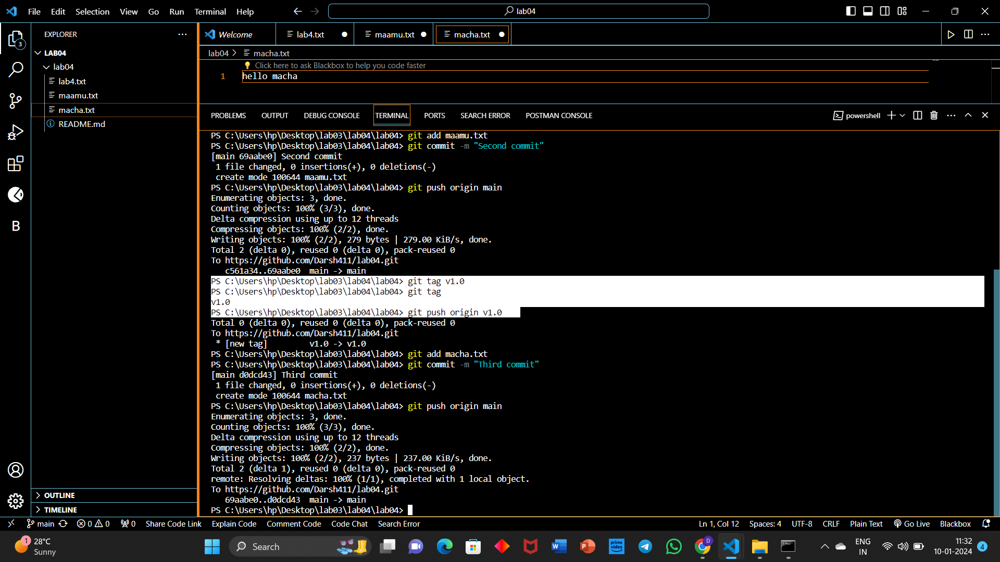 File Edit Selection View Go Run Terminal Help
lab04
EXPLORER
3
LAB04
lab04
lab4.txt
maamu.txt
macha.txt
README.md
OUTLINE
TIMELINE
Welcome lab4.txt maamu.txt macha.txt
lab04 > macha.txt
Click here to ask Blackbox to help you code faster
1 hello macha
PROBLEMS OUTPUT DEBUG CONSOLE TERMINAL PORTS SEARCH ERROR POSTMAN CONSOLE powershell
PS C:\Users\hp\Desktop\lab03\lab04\lab04> git add maamu.txt
PS C:\Users\hp\Desktop\lab03\lab04\lab04> git commit -m "Second commit"
[main 69aabe0] Second commit
 1 file changed, 0 insertions(+), 0 deletions(-)
 create mode 100644 maamu.txt
PS C:\Users\hp\Desktop\lab03\lab04\lab04> git push origin main
Enumerating objects: 3, done.
Counting objects: 100% (3/3), done.
Delta compression using up to 12 threads
Compressing objects: 100% (2/2), done.
Writing objects: 100% (2/2), 279 bytes | 279.00 KiB/s, done.
Total 2 (delta 0), reused 0 (delta 0), pack-reused 0
To https://github.com/Darsh411/lab04.git
   c561a34..69aabe0  main -> main
PS C:\Users\hp\Desktop\lab03\lab04\lab04> git tag v1.0
PS C:\Users\hp\Desktop\lab03\lab04\lab04> git tag
v1.0
PS C:\Users\hp\Desktop\lab03\lab04\lab04> git push origin v1.0
Total 0 (delta 0), reused 0 (delta 0), pack-reused 0
To https://github.com/Darsh411/lab04.git
 * [new tag]         v1.0 -> v1.0
PS C:\Users\hp\Desktop\lab03\lab04\lab04> git add macha.txt
PS C:\Users\hp\Desktop\lab03\lab04\lab04> git commit -m "Third commit"
[main d0dcd43] Third commit
 1 file changed, 0 insertions(+), 0 deletions(-)
 create mode 100644 macha.txt
PS C:\Users\hp\Desktop\lab03\lab04\lab04> git push origin main
Enumerating objects: 3, done.
Counting objects: 100% (3/3), done.
Delta compression using up to 12 threads
Compressing objects: 100% (2/2), done.
Writing objects: 100% (2/2), 237 bytes | 237.00 KiB/s, done.
Total 2 (delta 1), reused 0 (delta 0), pack-reused 0
remote: Resolving deltas: 100% (1/1), completed with 1 local object.
To https://github.com/Darsh411/lab04.git
   69aabe0..d0dcd43  main -> main
PS C:\Users\hp\Desktop\lab03\lab04\lab04>
main 0 0 0 Share Code Link Explain Code Comment Code Code Chat Search Error Ln 1, Col 12 Spaces: 4 UTF-8 CRLF Plain Text Go Live Blackbox
1 28°C
Sunny
Search
prime video
D
ENG
IN
11:32
10-01-2024
4